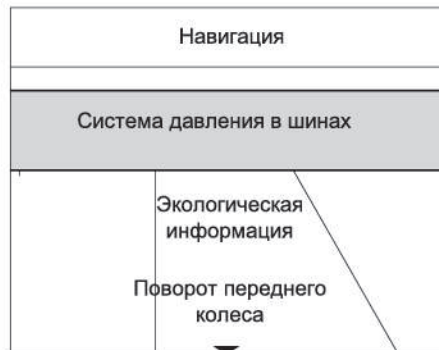 Навигация
Система давления в шинах
Экологическая
информация
Поворот переднего
колеса